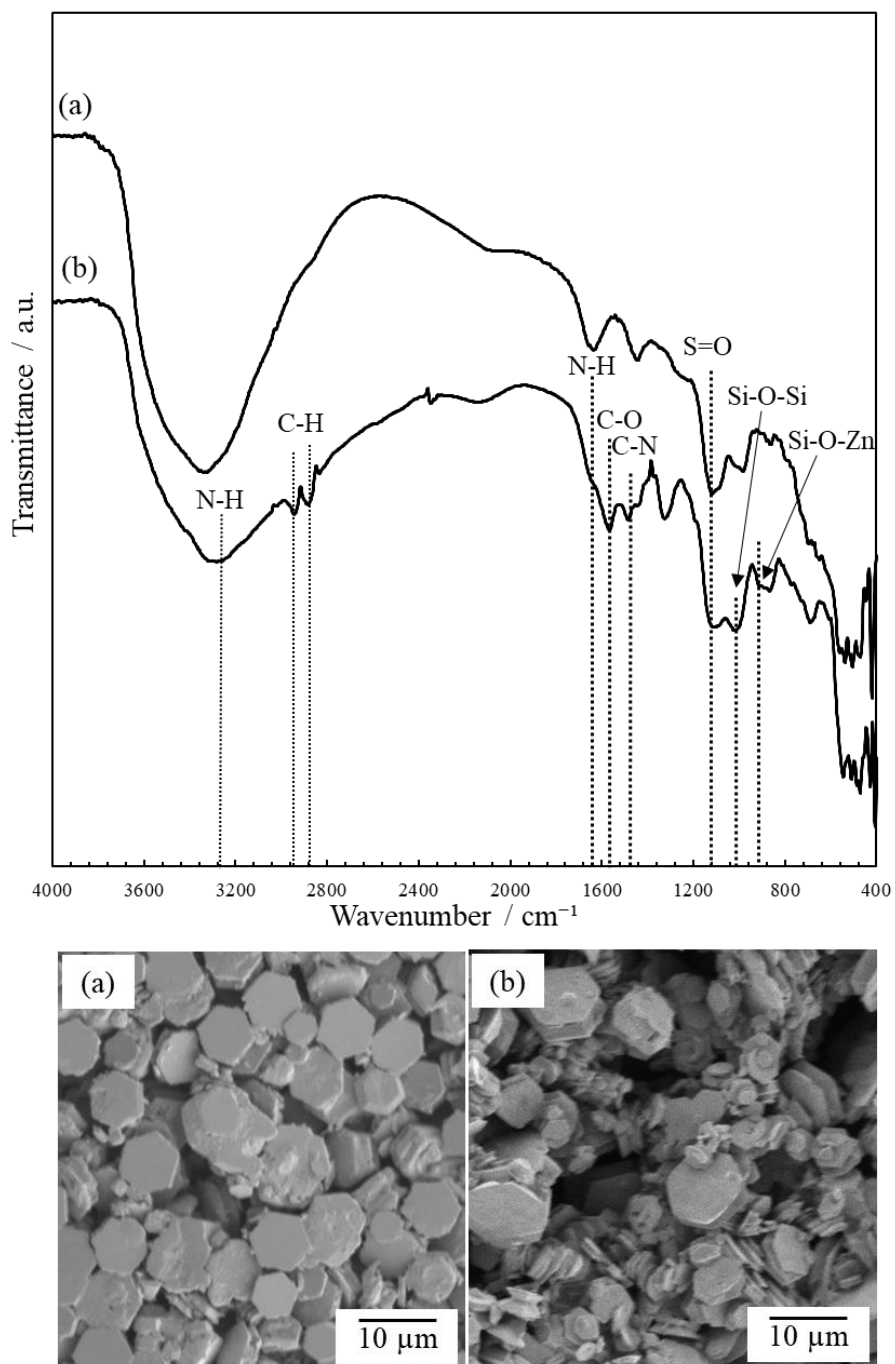 (a)
(b)
Transmittance / a.u.
N-H
C-H
N-H
C-O
C-N
S=O
Si-O-Si
Si-O-Zn
4000 3600 3200 2800 2400 2000 1600 1200 800 400
Wavenumber / cm⁻¹
(a)
10 µm
(b)
10 µm